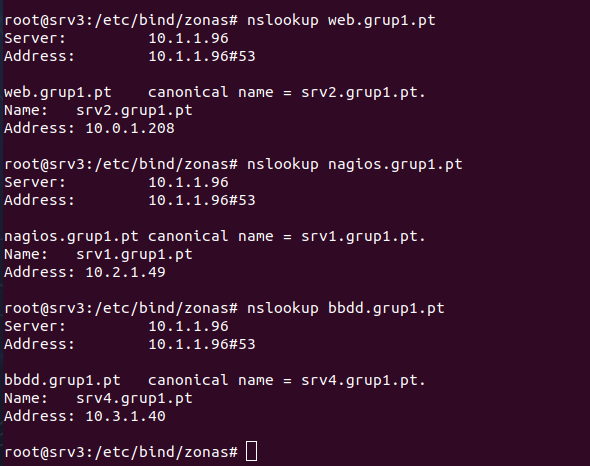 root@srv3:/etc/bind/zonas# nslookup web.grup1.pt
Server:         10.1.1.96
Address:        10.1.1.96#53

web.grup1.pt    canonical name = srv2.grup1.pt.
Name:   srv2.grup1.pt
Address: 10.0.1.208

root@srv3:/etc/bind/zonas# nslookup nagios.grup1.pt
Server:         10.1.1.96
Address:        10.1.1.96#53

nagios.grup1.pt canonical name = srv1.grup1.pt.
Name:   srv1.grup1.pt
Address: 10.2.1.49

root@srv3:/etc/bind/zonas# nslookup bbdd.grup1.pt
Server:         10.1.1.96
Address:        10.1.1.96#53

bbdd.grup1.pt   canonical name = srv4.grup1.pt.
Name:   srv4.grup1.pt
Address: 10.3.1.40

root@srv3:/etc/bind/zonas#